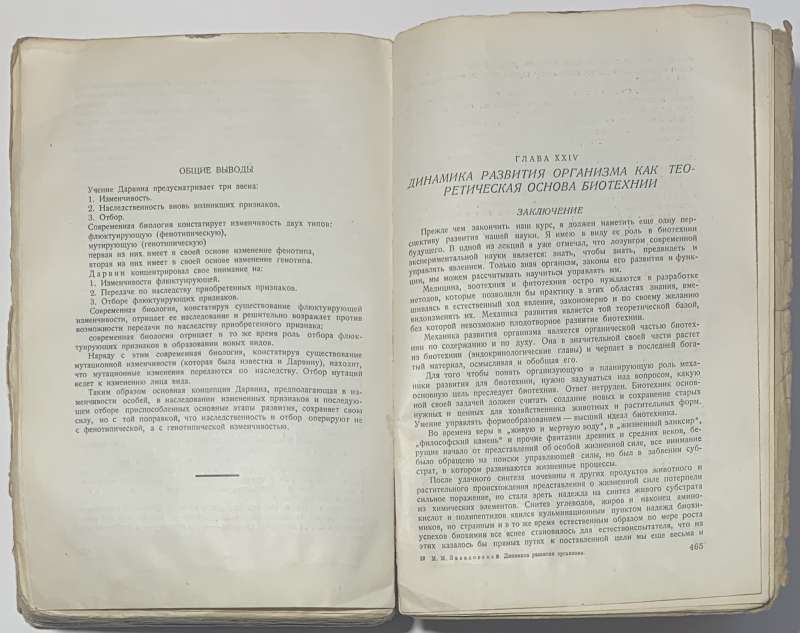 ОБЩИЕ ВЫВОДЫ
Учение Дарвина предусматривает три звена:
1. Изменчивость.
2. Наследственность вновь возникших признаков.
3. Отбор.
Современная биология констатирует изменчивость двух типов:
флюктуирующую (фенотипическую),
мутирующую (генотипическую)
первая из них имеет в своей основе изменение фенотипа,
вторая из них имеет в своей основе изменение генотипа.
Дарвин концентрировал свое внимание на:
1. Изменчивости флюктуирующей.
2. Передаче по наследству приобретенных признаков.
3. Отборе флюктуирующих признаков.
Современная биология, констатируя существование флюктуирующей
изменчивости, отрицает ее наследование и решительно возражает против
возможности передачи по наследству приобретенного признака;
современная биология отрицает в то же время роль отбора флюк-
туирующих признаков в образовании новых видов.
Наряду с этим современная биология, констатируя существование
мутационной изменчивости (которая была известна и Дарвину), находит,
что мутационные изменения передаются по наследству. Отбор мутаций
ведет к изменению лица вида.
Таким образом основная концепция Дарвина, предполагающая в из-
менчивости особей, в наследовании измененных признаков и последую-
щем отборе приспособленных основные этапы развития, сохраняет свою
силу, но с той поправкой, что наследственность и отбор оперируют не
с фенотипической, а с генотипической изменчивостью.
ГЛАВА XXIV
ДИНАМИКА РАЗВИТИЯ ОРГАНИЗМА КАК ТЕО-
РЕТИЧЕСКАЯ ОСНОВА БИОТЕХНИИ
ЗАКЛЮЧЕНИЕ
Прежде чем закончить наш курс, я должен наметить еще одну пер-
спективу развития нашей науки. Я имею в виду ее роль в биотехнии
будущего. В одной из лекций я уже отмечал, что лозунгом современной
экспериментальной науки является: знать, чтобы знать, предвидеть и
управлять явлением. Только зная организм, законы его развития и функ-
ции, мы можем рассчитывать научиться управлять им.
Медицина, зоотехния и фитотехния остро нуждаются в разработке
методов, которые позволили бы практику в этих областях знания, вме-
шиваясь в естественный ход явления, закономерно и по своему желанию
видоизменять их. Механика развития является той теоретической базой,
без которой невозможно плодотворное развитие биотехнии.
Механика развития организма является органической частью биотех-
нии по содержанию и по духу. Она в значительной своей части растет
из биотехнии (эндокринологические главы) и черпает в последней бога-
тый материал, осмысливая и обобщая его.
Для того чтобы понять организующую и планирующую роль меха-
ники развития для биотехнии, нужно задуматься над вопросом, какую
основную цель преследует биотехния. Ответ нетруден. Биотехник основ-
ной своей задачей должен считать создание новых и сохранение старых
нужных и ценных для хозяйственника животных и растительных форм.
Умение управлять формообразованием — высший идеал биотехника.
Во времена веры в „живую и мертвую воду“, в „жизненный эликсир“,
„философский камень“ и прочие фантазии древних и средних веков, бе-
рущие начало от представлений об особой жизненной силе, все внимание
было обращено на поиски управляющей силы, но был в забвении суб-
страт, в котором развиваются жизненные процессы.
После удачного синтеза мочевины и других продуктов животного и
растительного происхождения представления о жизненной силе потерпели
сильное поражение, но стала зреть надежда на синтез живого субстрата
из химических элементов. Синтез углеводов, жиров и наконец амино-
кислот и полипептидов явился кульминационным пунктом надежд биохи-
миков, но странным и в то же время естественным образом по мере роста
успехов биохимии все яснее становилось для естествоиспытателя, что на
этих казалось бы прямых путях к поставленной цели мы еще весьма и
М. М. Завадовский. Динамика развития организма.
465